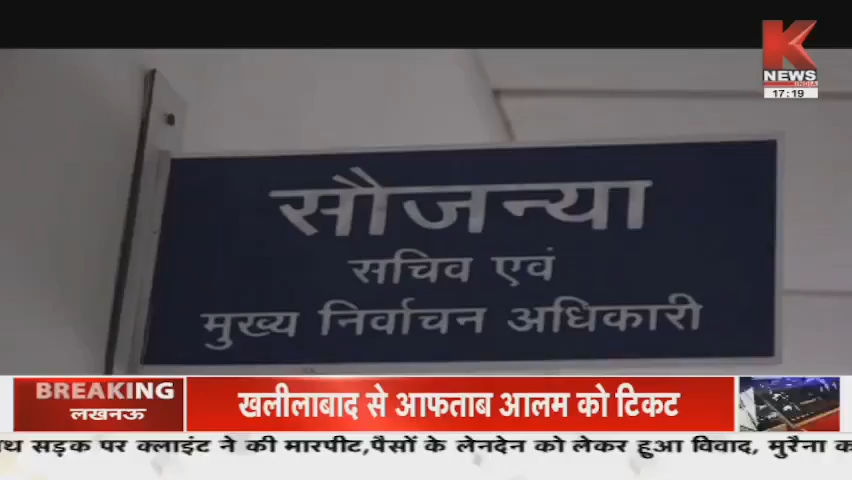 K
NEWS
INDIA
17:19
सौजन्या
सचिव एवं
मुख्य निर्वाचन अधिकारी
BREAKING
लखनऊ
खलीलाबाद से आफताब आलम को टिकट
सड़क पर क्लाइंट ने की मारपीट,पैसों के लेनदेन को लेकर हुआ विवाद, मुरैना